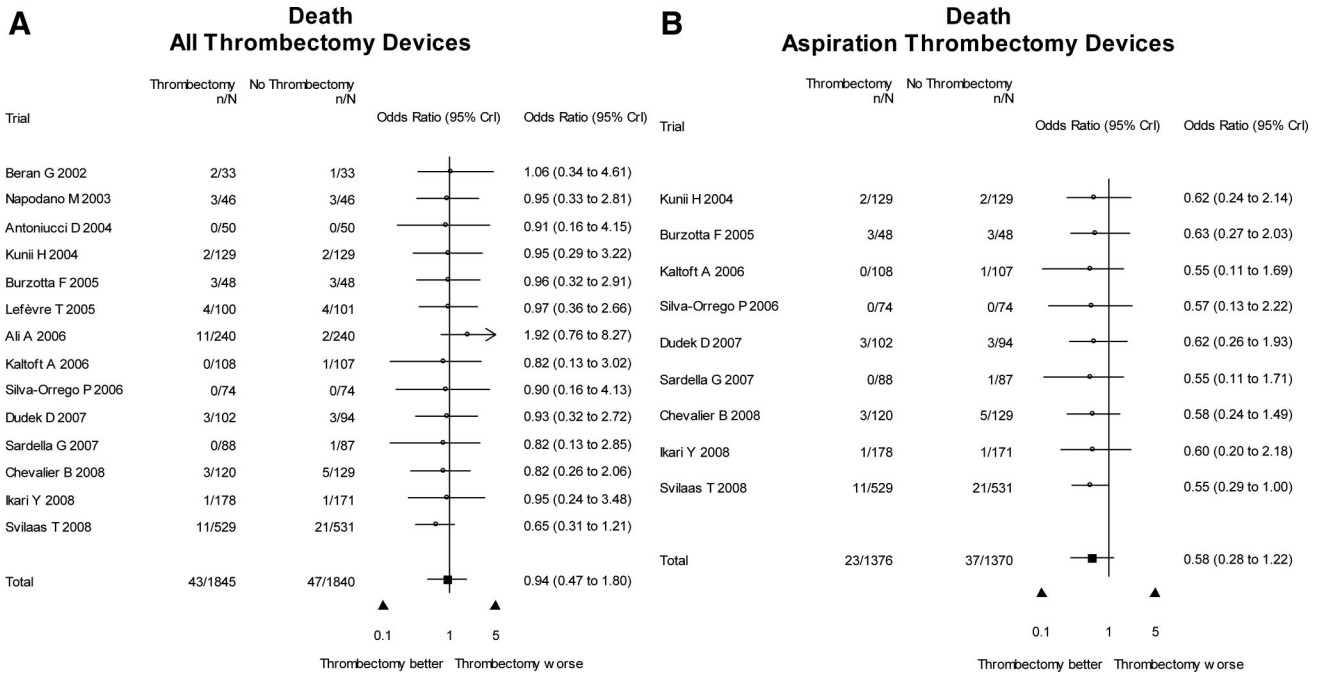 A
Death
All Thrombectomy Devices
Thrombectomy No Thrombectomy
n/N n/N
Trial Odds Ratio (95% CrI) Odds Ratio (95% CrI)
Beran G 2002 2/33 1/33 1.06 (0.34 to 4.61)
Napodano M 2003 3/46 3/46 0.95 (0.33 to 2.81)
Antoniucci D 2004 0/50 0/50 0.91 (0.16 to 4.15)
Kunii H 2004 2/129 2/129 0.95 (0.29 to 3.22)
Burzotta F 2005 3/48 3/48 0.96 (0.32 to 2.91)
Lefèvre T 2005 4/100 4/101 0.97 (0.36 to 2.66)
Ali A 2006 11/240 2/240 1.92 (0.76 to 8.27)
Kaltoft A 2006 0/108 1/107 0.82 (0.13 to 3.02)
Silva-Orrego P 2006 0/74 0/74 0.90 (0.16 to 4.13)
Dudek D 2007 3/102 3/94 0.93 (0.32 to 2.72)
Sardella G 2007 0/88 1/87 0.82 (0.13 to 2.85)
Chevalier B 2008 3/120 5/129 0.82 (0.26 to 2.06)
Ikari Y 2008 1/178 1/171 0.95 (0.24 to 3.48)
Svilaas T 2008 11/529 21/531 0.65 (0.31 to 1.21)
Total 43/1845 47/1840 0.94 (0.47 to 1.80)
0.1 1 5
Thrombectomy better Thrombectomy worse
B
Death
Aspiration Thrombectomy Devices
Thrombectomy No Thrombectomy
n/N n/N
Trial Odds Ratio (95% CrI) Odds Ratio (95% CrI)
Kunii H 2004 2/129 2/129 0.62 (0.24 to 2.14)
Burzotta F 2005 3/48 3/48 0.63 (0.27 to 2.03)
Kaltoft A 2006 0/108 1/107 0.55 (0.11 to 1.69)
Silva-Orrego P 2006 0/74 0/74 0.57 (0.13 to 2.22)
Dudek D 2007 3/102 3/94 0.62 (0.26 to 1.93)
Sardella G 2007 0/88 1/87 0.55 (0.11 to 1.71)
Chevalier B 2008 3/120 5/129 0.58 (0.24 to 1.49)
Ikari Y 2008 1/178 1/171 0.60 (0.20 to 2.18)
Svilaas T 2008 11/529 21/531 0.55 (0.29 to 1.00)
Total 23/1376 37/1370 0.58 (0.28 to 1.22)
0.1 1 5
Thrombectomy better Thrombectomy worse